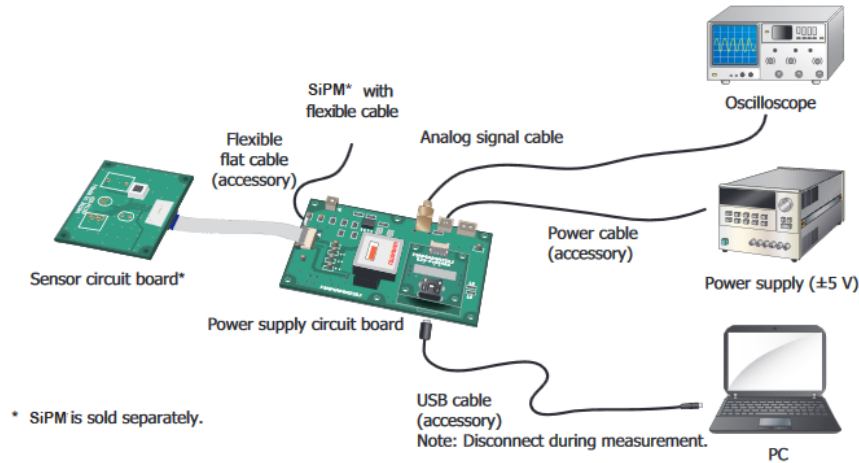 SiPM* with
flexible cable
Oscilloscope
Analog signal cable
Flexible
flat cable
(accessory)
Power cable
(accessory)
Sensor circuit board*
Power supply (±5 V)
Power supply circuit board
USB cable
(accessory)
Note: Disconnect during measurement.
* SiPM is sold separately.
PC